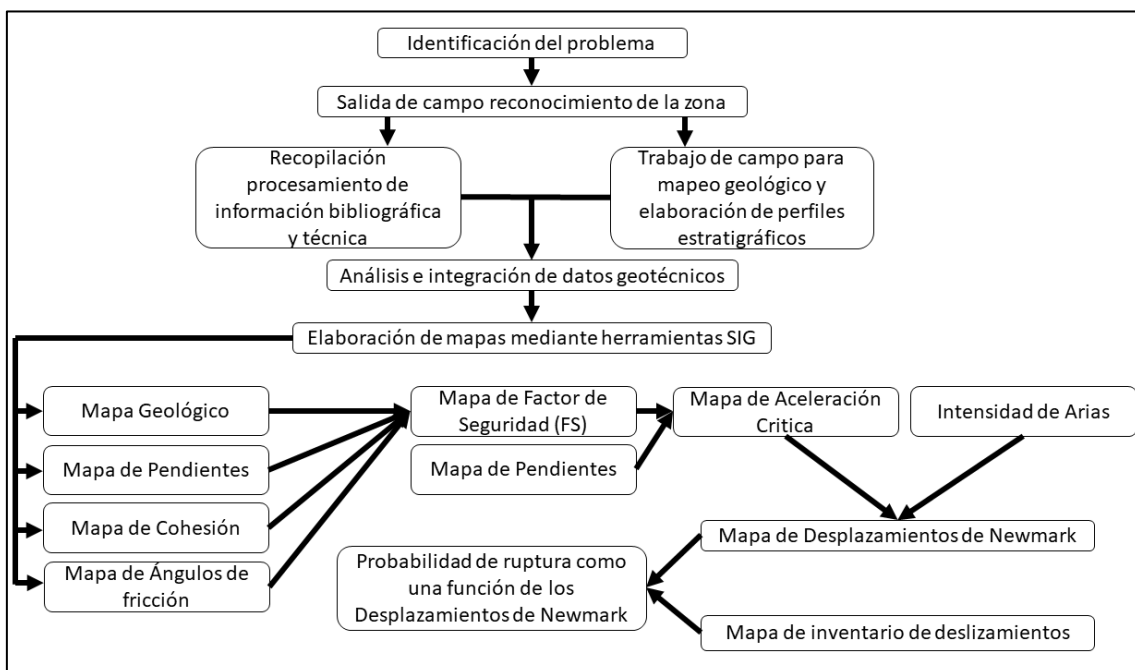 Identificación del problema
Salida de campo reconocimiento de la zona
Recopilación
procesamiento de
información bibliográfica
y técnica
Trabajo de campo para
mapeo geológico y
elaboración de perfiles
estratigráficos
Análisis e integración de datos geotécnicos
Elaboración de mapas mediante herramientas SIG
Mapa Geológico
Mapa de Pendientes
Mapa de Cohesión
Mapa de Ángulos de
fricción
Mapa de Factor de
Seguridad (FS)
Mapa de Pendientes
Mapa de Aceleración
Critica
Intensidad de Arias
Mapa de Desplazamientos de Newmark
Probabilidad de ruptura como
una función de los
Desplazamientos de Newmark
Mapa de inventario de deslizamientos